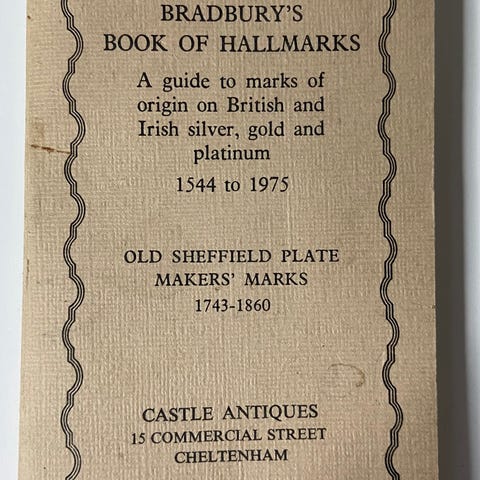 BRADBURY'S
BOOK OF HALLMARKS
A guide to marks of
origin on British and
Irish silver, gold and
platinum
1544 to 1975
OLD SHEFFIELD PLATE
MAKERS' MARKS
1743-1860
CASTLE ANTIQUES
15 COMMERCIAL STREET
CHELTENHAM